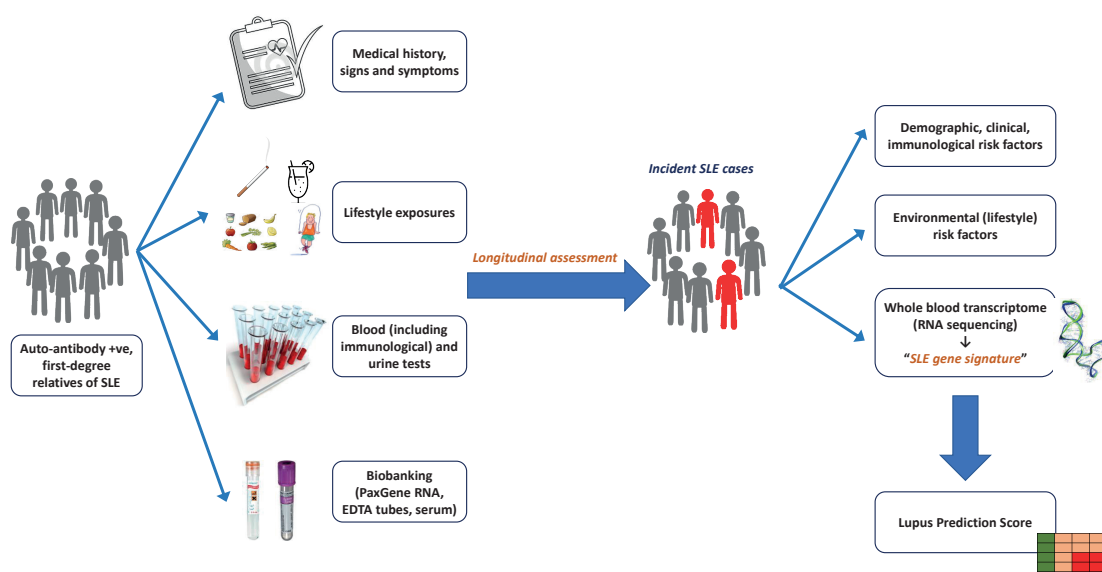 Medical history,
signs and symptoms
Lifestyle exposures
Auto-antibody +ve,
first-degree
relatives of SLE
Blood (including
immunological) and
urine tests
Biobanking
(PaxGene RNA,
EDTA tubes, serum)
Longitudinal assessment
Incident SLE cases
Demographic, clinical,
immunological risk factors
Environmental (lifestyle)
risk factors
Whole blood transcriptome
(RNA sequencing)
↓
“SLE gene signature”
Lupus Prediction Score